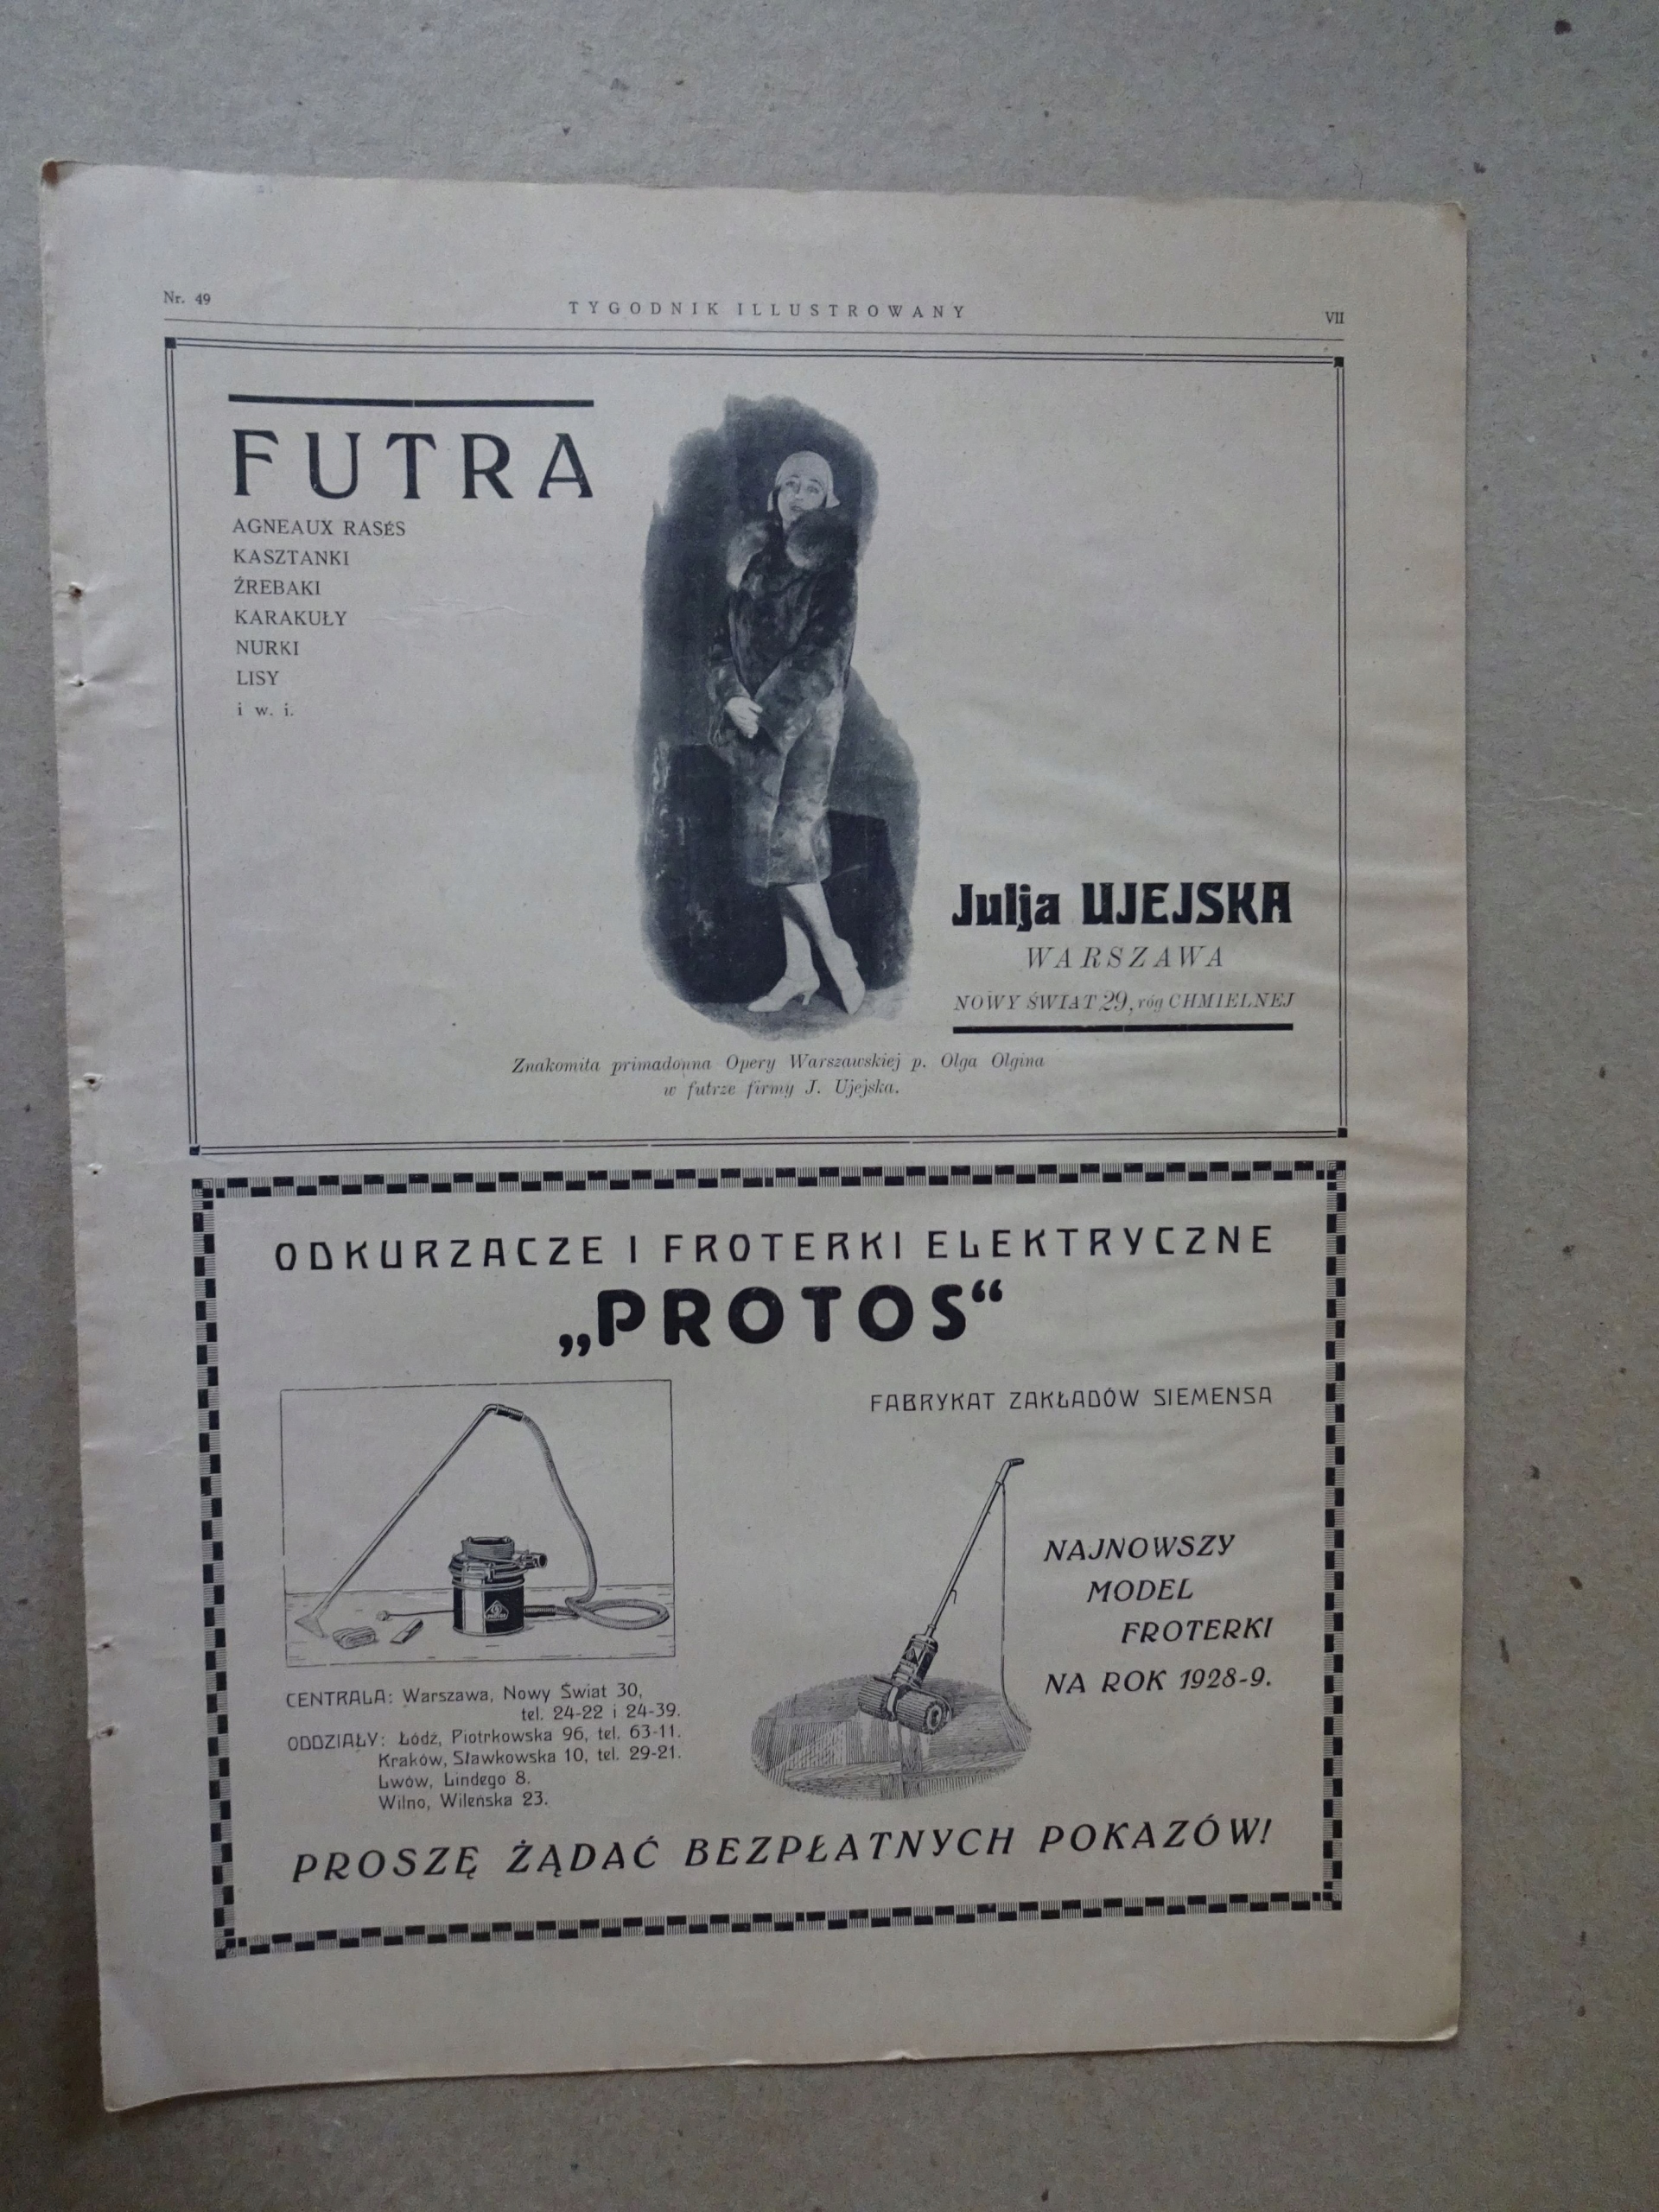 Nr. 49
TYGODNIK ILLUSTROWANY
VII
FUTRA
AGNEAUX RASÉS
KASZTANKI
ŹREBAKI
KARAKUŁY
NURKI
LISY
i w. i.
Julja UJEJSKA
WARSZAWA
NOWY ŚWIAT 29, róg CHMIELNEJ
Znakomita primadonna Opery Warszawskiej p. Olga Olgina
w futrze firmy J. Ujejska.
ODKURZACZE I FROTERKI ELEKTRYCZNE
„PROTOS“
FABRYKAT ZAKŁADÓW SIEMENSA
NAJNOWSZY
MODEL
FROTERKI
NA ROK 1928-9.
CENTRALA: Warszawa, Nowy Świat 30,
tel. 24-22 i 24-39.
ODDZIAŁY: Łódź, Piotrkowska 96, tel. 63-11.
Kraków, Sławkowska 10, tel. 29-21.
Lwów, Lindego 8.
Wilno, Wileńska 23.
PROSZĘ ŻĄDAĆ BEZPŁATNYCH POKAZÓW!